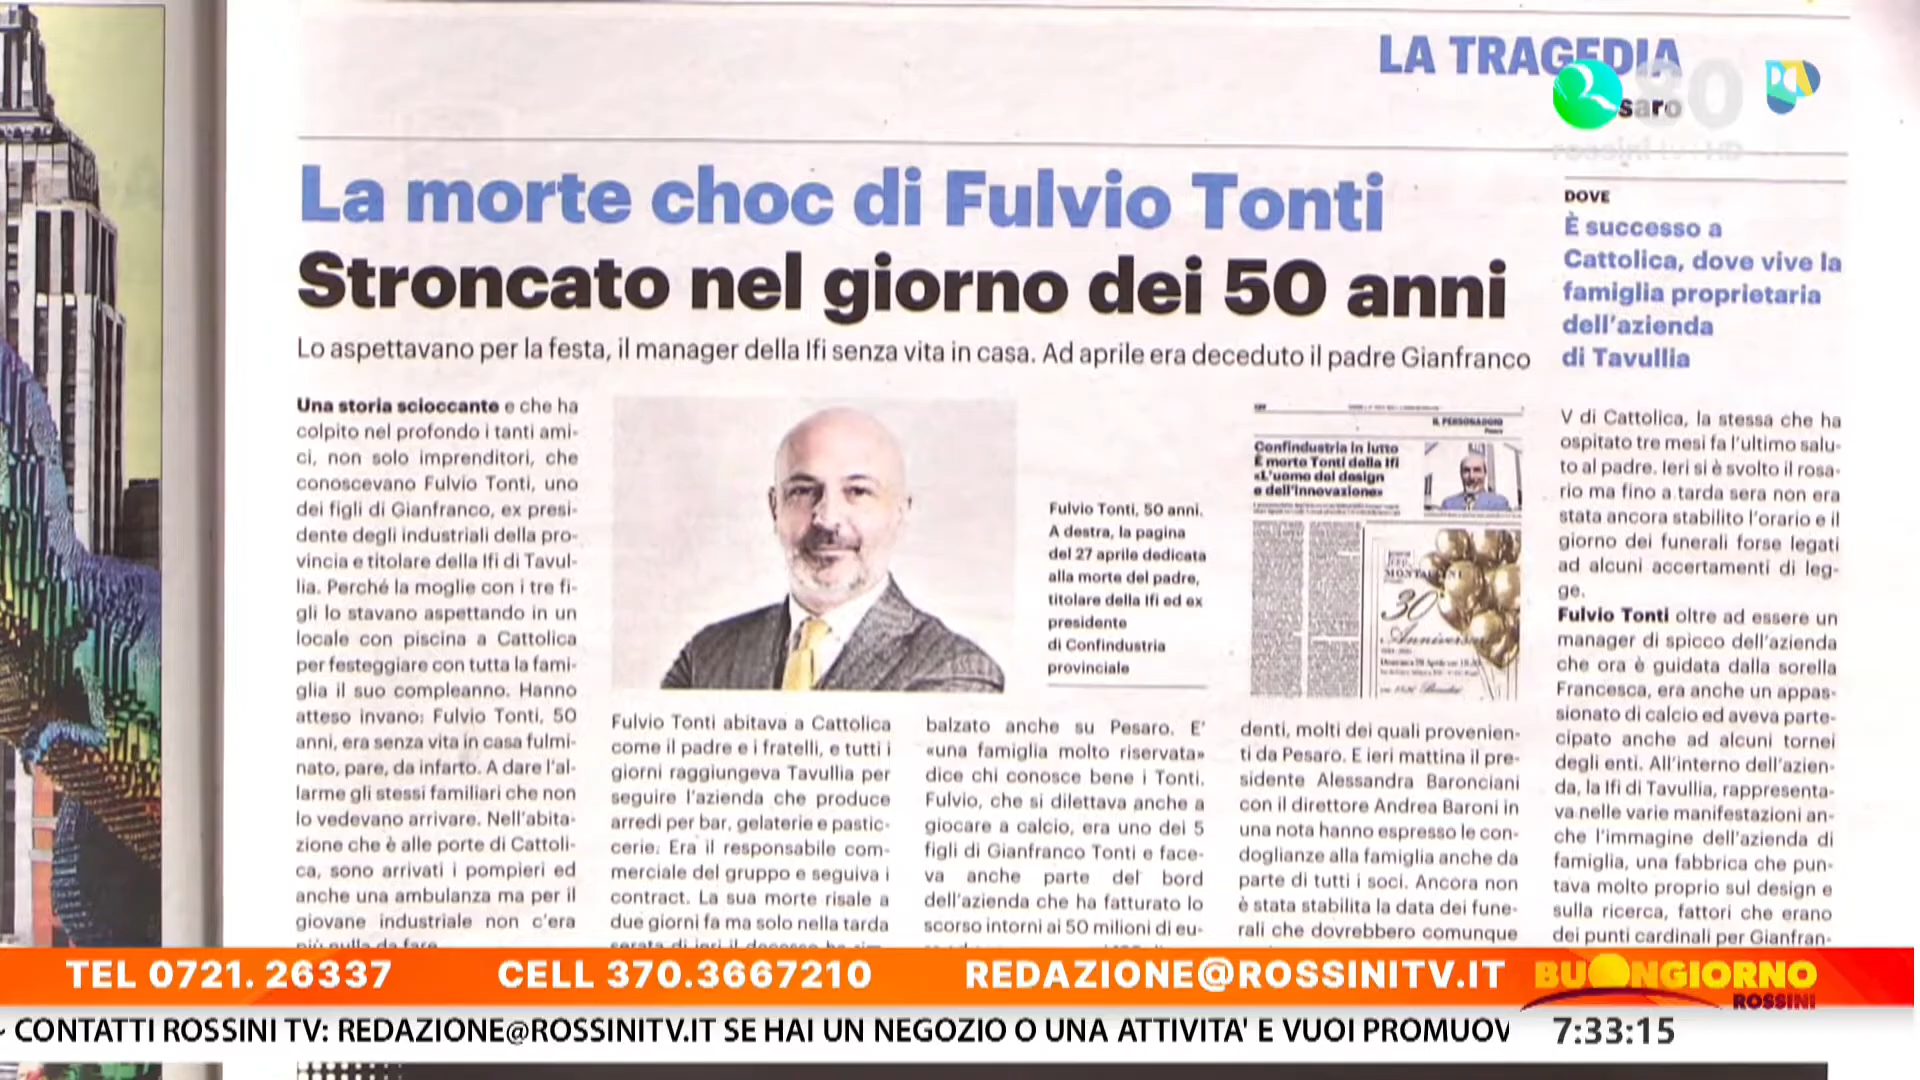 LA TRAGEDIA
saro
La morte choc di Fulvio Tonti
Stroncato nel giorno dei 50 anni
Lo aspettavano per la festa, il manager della Ifi senza vita in casa. Ad aprile era deceduto il padre Gianfranco
DOVE
È successo a
Cattolica, dove vive la
famiglia proprietaria
dell'azienda
di Tavullia
Una storia scioccante e che ha
colpito nel profondo i tanti ami-
ci, non solo imprenditori, che
conoscevano Fulvio Tonti, uno
dei figli di Gianfranco, ex presi-
dente degli industriali della pro-
vincia e titolare della Ifi di Tavul-
lia. Perché la moglie con i tre fi-
gli lo stavano aspettando in un
locale con piscina a Cattolica
per festeggiare con tutta la fami-
glia il suo compleanno. Hanno
atteso invano: Fulvio Tonti, 50
anni, era senza vita in casa fulmi-
nato, pare, da infarto. A dare l'al-
larme gli stessi familiari che non
lo vedevano arrivare. Nell'abita-
zione che è alle porte di Cattoli-
ca, sono arrivati i pompieri ed
anche una ambulanza ma per il
giovane industriale non c'era
più nulla da fare.
Fulvio Tonti, 50 anni.
A destra, la pagina
del 27 aprile dedicata
alla morte del padre,
titolare della Ifi ed ex
presidente
di Confindustria
provinciale
IL PERSONAGGIO
Confindustria in lutto
È morto Tonti della Ifi
«L'uomo del design
e dell'innovazione»
30
Anniversario
Fulvio Tonti abitava a Cattolica
come il padre e i fratelli, e tutti i
giorni raggiungeva Tavullia per
seguire l'azienda che produce
arredi per bar, gelaterie e pastic-
cerie. Era il responsabile com-
merciale del gruppo e seguiva i
contract. La sua morte risale a
due giorni fa ma solo nella tarda
serata di ieri il decesso ha
balzato anche su Pesaro. E'
«una famiglia molto riservata»
dice chi conosce bene i Tonti.
Fulvio, che si dilettava anche a
giocare a calcio, era uno dei 5
figli di Gianfranco Tonti e face-
va anche parte del bord
dell'azienda che ha fatturato lo
scorso intorni ai 50 milioni di eu-
denti, molti dei quali provenien-
ti da Pesaro. E ieri mattina il pre-
sidente Alessandra Baronciani
con il direttore Andrea Baroni in
una nota hanno espresso le con-
doglianze alla famiglia anche da
parte di tutti i soci. Ancora non
è stata stabilita la data dei fune-
rali che dovrebbero comunque
V di Cattolica, la stessa che ha
ospitato tre mesi fa l'ultimo salu-
to al padre. Ieri si è svolto il rosa-
rio ma fino a tarda sera non era
stata ancora stabilito l'orario e il
giorno dei funerali forse legati
ad alcuni accertamenti di leg-
ge.
Fulvio Tonti oltre ad essere un
manager di spicco dell'azienda
che ora è guidata dalla sorella
Francesca, era anche un appas-
sionato di calcio ed aveva parte-
cipato anche ad alcuni tornei
degli enti. All'interno dell'azien-
da, la Ifi di Tavullia, rappresenta-
va nelle varie manifestazioni an-
che l'immagine dell'azienda di
famiglia, una fabbrica che pun-
tava molto proprio sul design e
sulla ricerca, fattori che erano
dei punti cardinali per Gianfran-
TEL 0721. 26337 CELL 370.3667210 REDAZIONE@ROSSINITV.IT BUONGIORNO
ROSSINI
CONTATTI ROSSINI TV: REDAZIONE@ROSSINITV.IT SE HAI UN NEGOZIO O UNA ATTIVITA' E VUOI PROMUOV
7:33:15